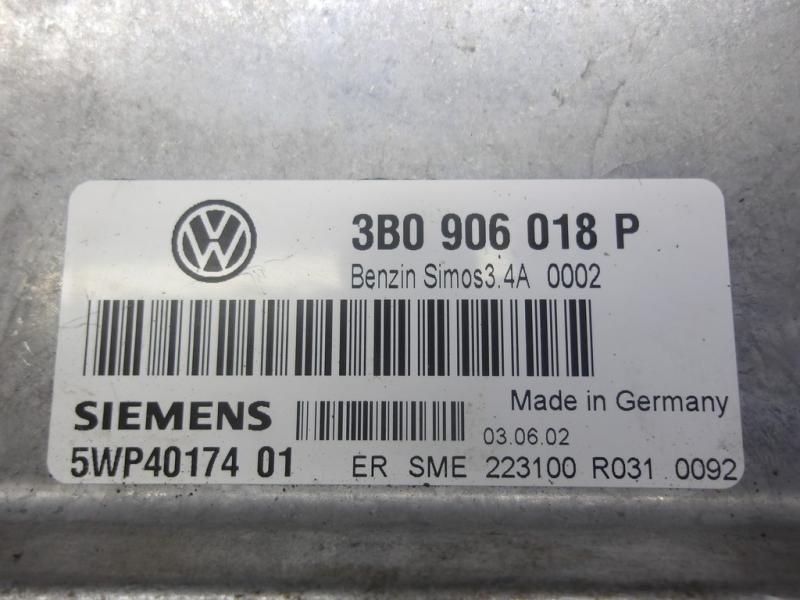 VW
3B0 906 018 P
Benzin Simos3.4A 0002
Made in Germany
SIEMENS
03.06.02
5WP40174 01
ER SME 223100 R031 0092